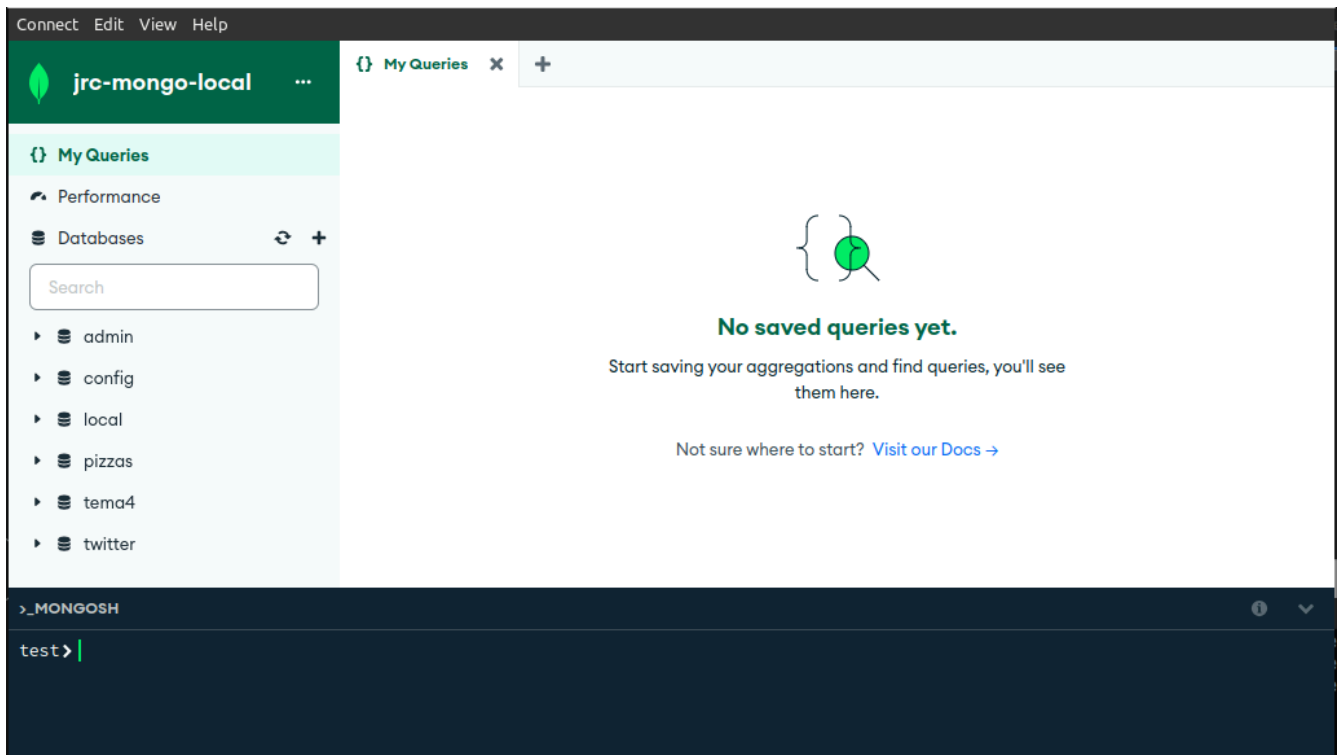 Connect Edit View Help
jrc-mongo-local ...
{} My Queries
Performance
Databases
Search
admin
config
local
pizzas
tema4
twitter
{} My Queries
No saved queries yet.
Start saving your aggregations and find queries, you'll see
them here.
Not sure where to start? Visit our Docs →
>_MONGOSH
test>